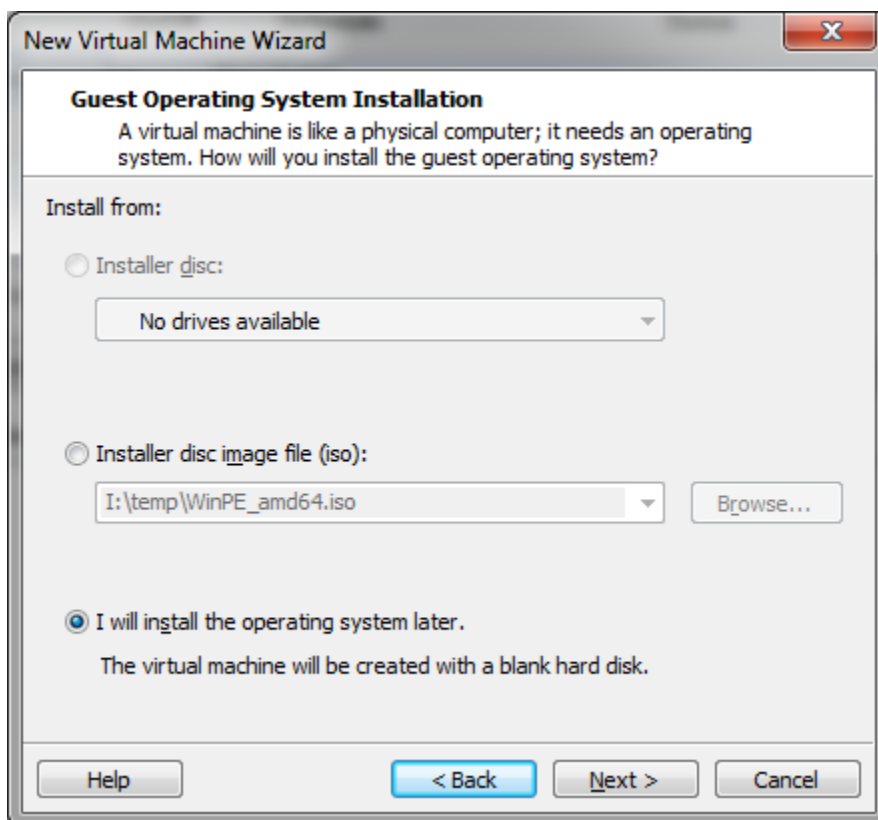 New Virtual Machine Wizard
Guest Operating System Installation
A virtual machine is like a physical computer; it needs an operating
system. How will you install the guest operating system?
Install from:
Installer disc:
No drives available
Installer disc image file (iso):
I:\temp\WinPE_amd64.iso
Browse...
I will install the operating system later.
The virtual machine will be created with a blank hard disk.
Help
< Back
Next >
Cancel